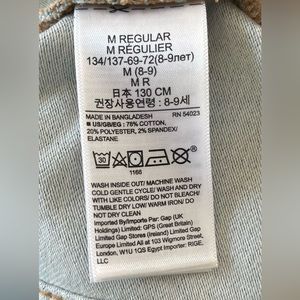 M REGULAR
M RÉGULIER
134/137-69-72(8-9лет)
M (8-9)
M R
日本 130 CM
권장사용연령 : 8-9세
MADE IN BANGLADESH RN 54023
■ US/GB/EG : 78% COTTON,
20% POLYESTER, 2% SPANDEX/
ELASTANE
30
1166
WASH INSIDE OUT/ MACHINE WASH
COLD GENTLE CYCLE/ WASH AND DRY
WITH LIKE COLORS/ DO NOT BLEACH/
TUMBLE DRY LOW/ WARM IRON/ DO
NOT DRY CLEAN
Imported by/Importe Par: Gap (UK
Holdings) Limited: GPS (Great Britain)
Limited Gap Stores (Ireland) Limited Gap
Europe Limited All at 103 Wigmore Street,
London, W1U 1QS Egypt Importer: RIGE,
LLC